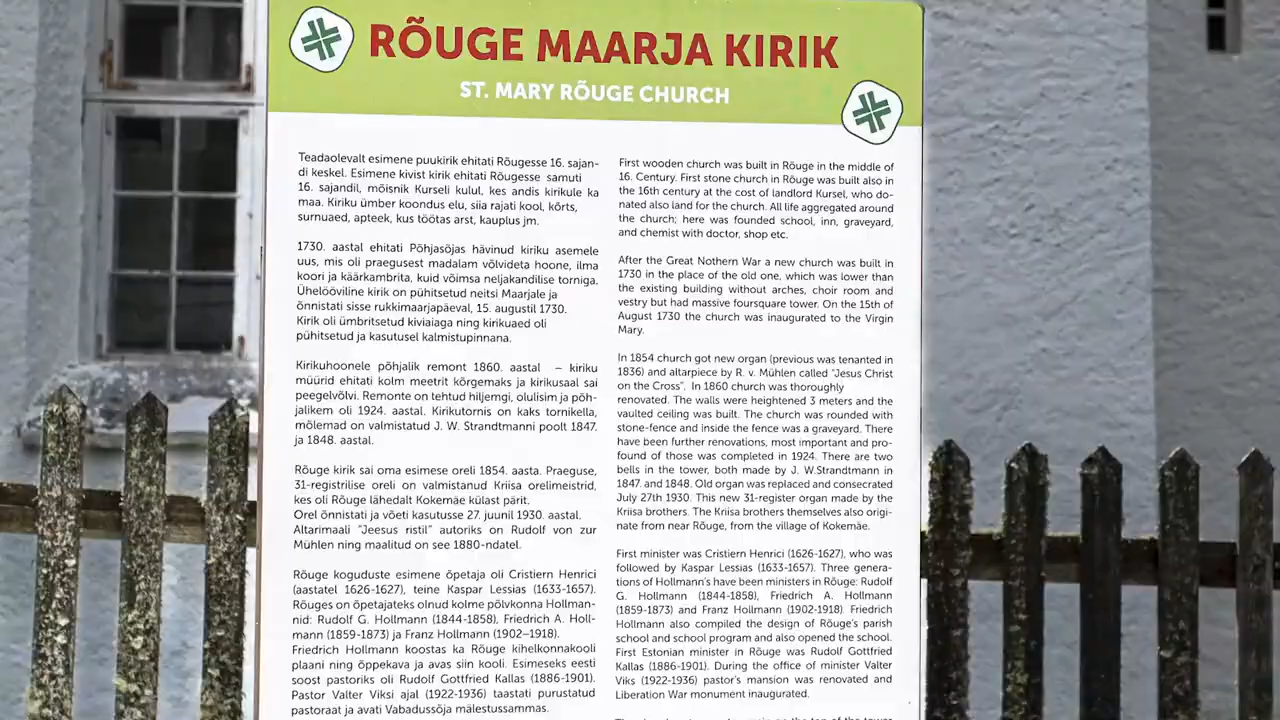 RÕUGE MAARJA KIRIK
ST. MARY RÕUGE CHURCH
Teadaolevalt esimene puukirik ehitati Rõugesse 16. sajan-
di keskel. Esimene kivist kirik ehitati Rõugesse samuti
16. sajandil, mõisnik Kurseli kulul, kes andis kirikule ka
maa. Kiriku ümber koondus elu, siia rajati kool, kõrts,
surnuaed, apteek, kus töötas arst, kauplus jm.
1730. aastal ehitati Põhjasõjas hävinud kiriku asemele
uus, mis oli praegusest madalam võlvideta hoone, ilma
koori ja käärkambrita, kuid võimsa neljakandilise torniga.
Ühelööviline kirik on pühitsetud neitsi Maarjale ja
õnnistati sisse rukkimaarjapäeval, 15. augustil 1730.
Kirik oli ümbritsetud kiviaiaga ning kirikuaed oli
pühitsetud ja kasutusel kalmistupinnana.
Kirikuhoonele põhjalik remont 1860. aastal – kiriku
müürid ehitati kolm meetrit kõrgemaks ja kirikusaal sai
peegelvõlvi. Remonte on tehtud hiljemgi, olulisim ja põh-
jalikem oli 1924. aastal. Kirikutornis on kaks tornikella,
mõlemad on valmistatud J. W. Strandtmanni poolt 1847.
ja 1848. aastal.
Rõuge kirik sai oma esimese oreli 1854. aasta. Praeguse,
31-registrilise oreli on valmistanud Kriisa orelimeistrid,
kes oli Rõuge lähedalt Kokemäe külast pärit.
Orel õnnistati ja võeti kasutusse 27. juunil 1930. aastal.
Altarimaali "Jeesus ristil" autoriks on Rudolf von zur
Mühlen ning maalitud on see 1880-ndatel.
Rõuge koguduste esimene õpetaja oli Cristiern Henrici
(aastatel 1626-1627), teine Kaspar Lessias (1633-1657).
Rõuges on õpetajateks olnud kolme põlvkonna Hollman-
nid: Rudolf G. Hollmann (1844-1858), Friedrich A. Holl-
mann (1859-1873) ja Franz Hollmann (1902–1918).
Friedrich Hollmann koostas ka Rõuge kihelkonnakooli
plaani ning õppekava ja avas siin kooli. Esimeseks eesti
soost pastoriks oli Rudolf Gottfried Kallas (1886-1901).
Pastor Valter Viksi ajal (1922-1936) taastati purustatud
pastoraat ja avati Vabadussõja mälestussammas.
First wooden church was built in Rõuge in the middle of
16. Century. First stone church in Rõuge was built also in
the 16th century at the cost of landlord Kursel, who do-
nated also land for the church. All life aggregated around
the church; here was founded school, inn, graveyard,
and chemist with doctor, shop etc.
After the Great Nothern War a new church was built in
1730 in the place of the old one, which was lower than
the existing building without arches, choir room and
vestry but had massive foursquare tower. On the 15th of
August 1730 the church was inaugurated to the Virgin
Mary.
In 1854 church got new organ (previous was tenanted in
1836) and altarpiece by R. v. Mühlen called "Jesus Christ
on the Cross". In 1860 church was thoroughly
renovated. The walls were heightened 3 meters and the
vaulted ceiling was built. The church was rounded with
stone-fence and inside the fence was a graveyard. There
have been further renovations, most important and pro-
found of those was completed in 1924. There are two
bells in the tower, both made by J. W.Strandtmann in
1847. and 1848. Old organ was replaced and consecrated
July 27th 1930. This new 31-register organ made by the
Kriisa brothers. The Kriisa brothers themselves also origi-
nate from near Rõuge, from the village of Kokemäe.
First minister was Cristiern Henrici (1626-1627), who was
followed by Kaspar Lessias (1633-1657). Three genera-
tions of Hollmann's have been ministers in Rõuge: Rudolf
G. Hollmann (1844-1858), Friedrich A. Hollmann
(1859-1873) and Franz Hollmann (1902-1918). Friedrich
Hollmann also compiled the design of Rõuge's parish
school and school program and also opened the school.
First Estonian minister in Rõuge was Rudolf Gottfried
Kallas (1886-1901). During the office of minister Valter
Viks (1922-1936) pastor's mansion was renovated and
Liberation War monument inaugurated.